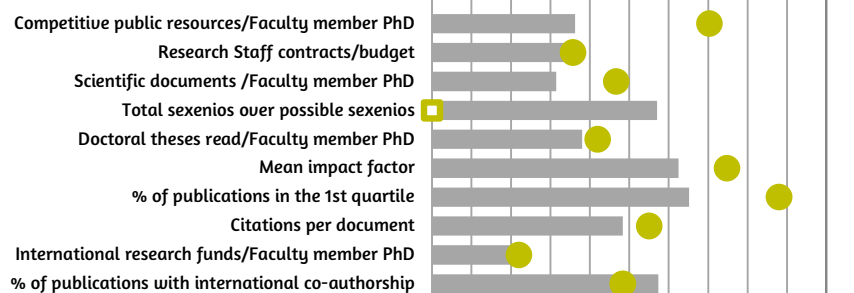 Competitive public resources/Faculty member PhD
Research Staff contracts/budget
Scientific documents /Faculty member PhD
Total sexenios over possible sexenios
Doctoral theses read/Faculty member PhD
Mean impact factor
% of publications in the 1st quartile
Citations per document
International research funds/Faculty member PhD
% of publications with international co-authorship